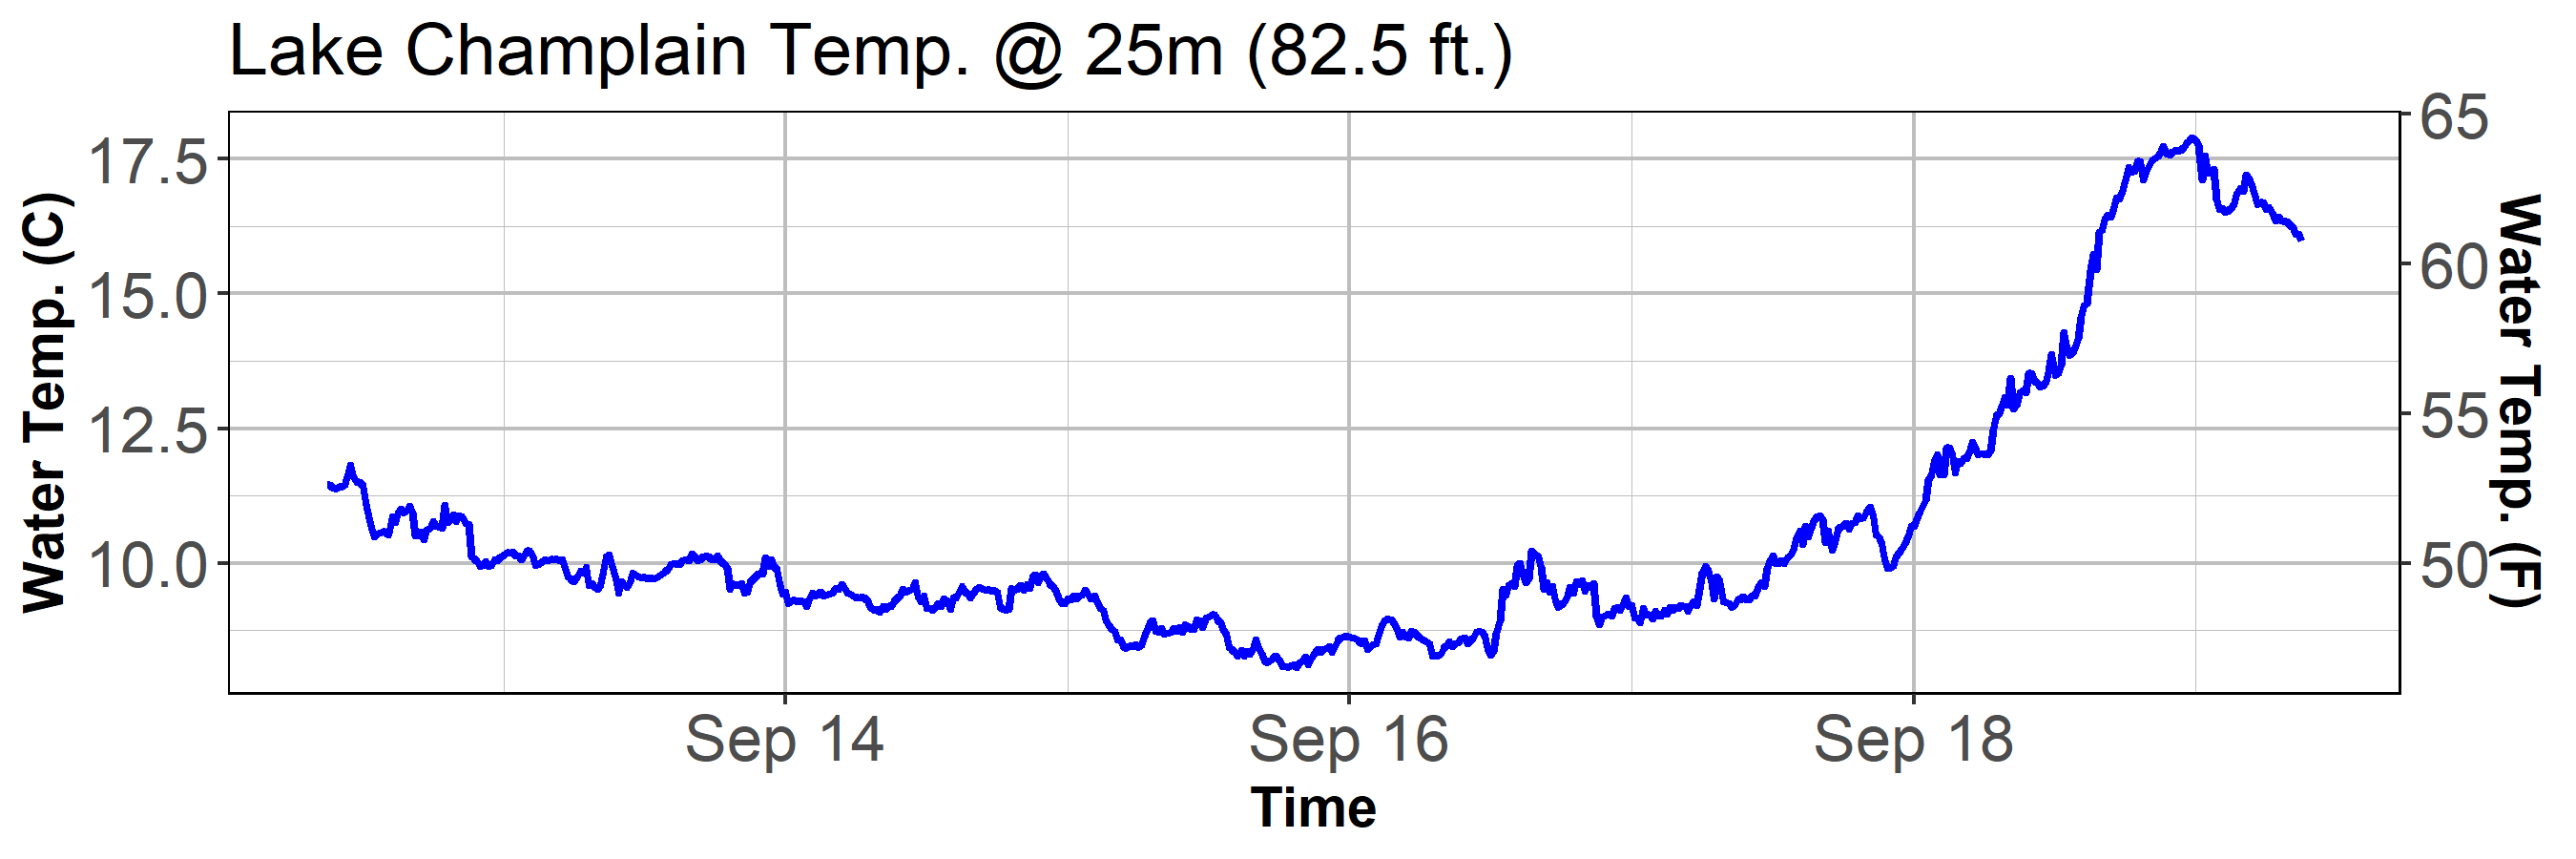 Lake Champlain Temp. @ 25m (82.5 ft.)
Water Temp. (C)
17.5
15.0
12.5
10.0
65
60
55
50
Water Temp. (F)
Sep 14
Sep 16
Sep 18
Time